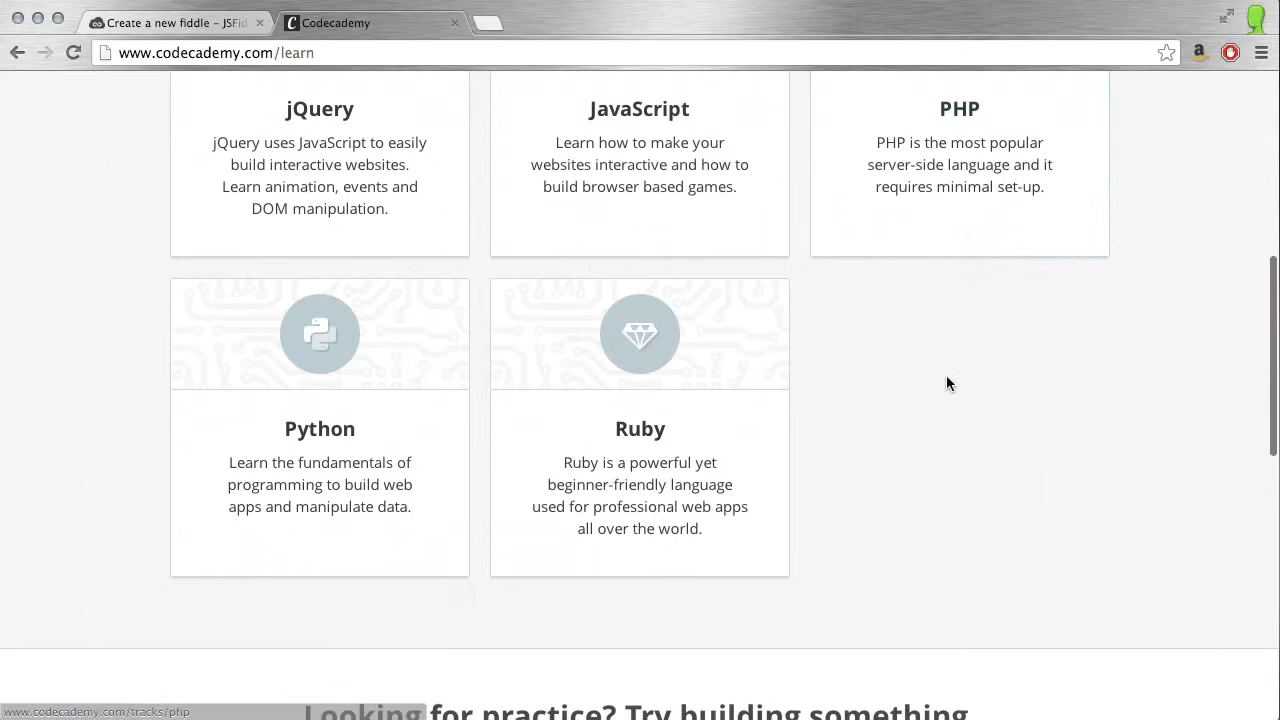 Create a new fiddle - JSFid
Codecademy
www.codecademy.com/learn
jQuery
jQuery uses JavaScript to easily
build interactive websites.
Learn animation, events and
DOM manipulation.
JavaScript
Learn how to make your
websites interactive and how to
build browser based games.
PHP
PHP is the most popular
server-side language and it
requires minimal set-up.
Python
Learn the fundamentals of
programming to build web
apps and manipulate data.
Ruby
Ruby is a powerful yet
beginner-friendly language
used for professional web apps
all over the world.
Looking for practice? Try building something
www.codecademy.com/tracks/php